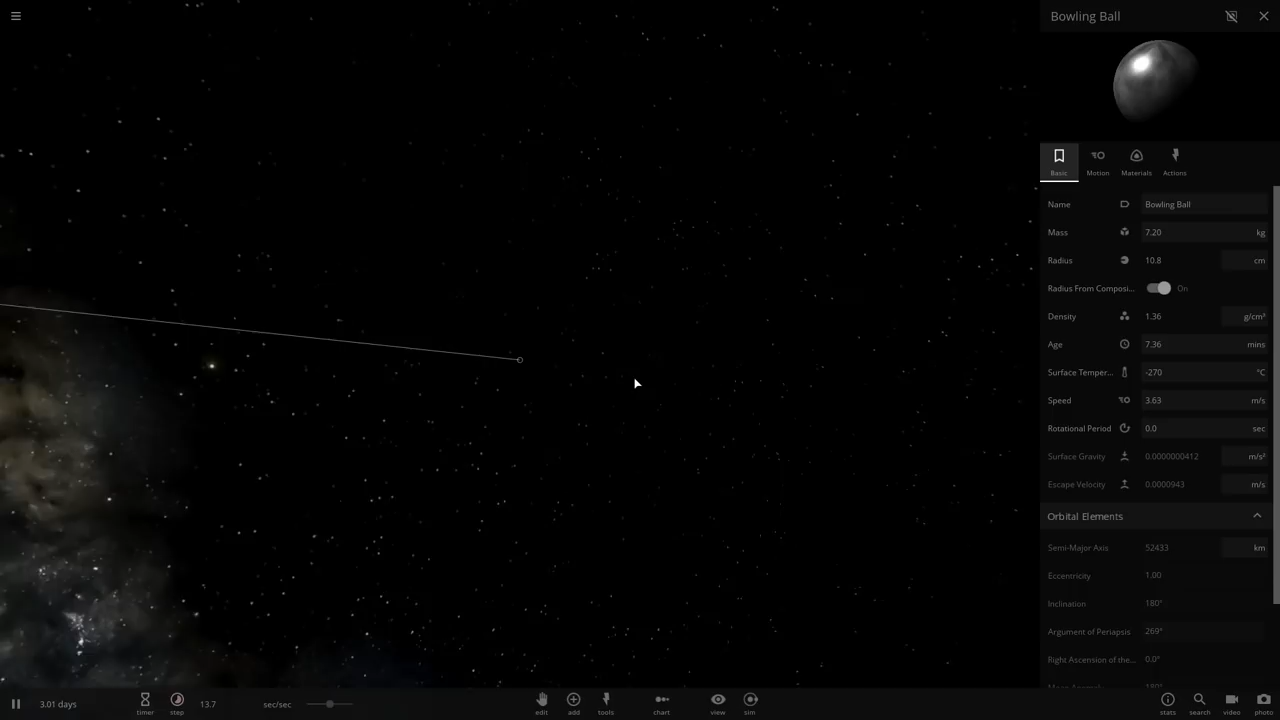 Bowling Ball
Basic
Motion
Materials
Actions
Name Bowling Ball
Mass 7.20 kg
Radius 10.8 cm
Radius From Composi... On
Density 1.36 g/cm³
Age 7.36 mins
Surface Temper... -270 °C
Speed 3.63 m/s
Rotational Period 0.0 sec
Surface Gravity 0.0000000412 m/s²
Escape Velocity 0.0000943 m/s
Orbital Elements
Semi-Major Axis 52433 km
Eccentricity 1.00
Inclination 180°
Argument of Periapsis 269°
Right Ascension of the... 0.0°
3.01 days timer step 13.7 sec/sec edit add tools chart view sim stats search video photo